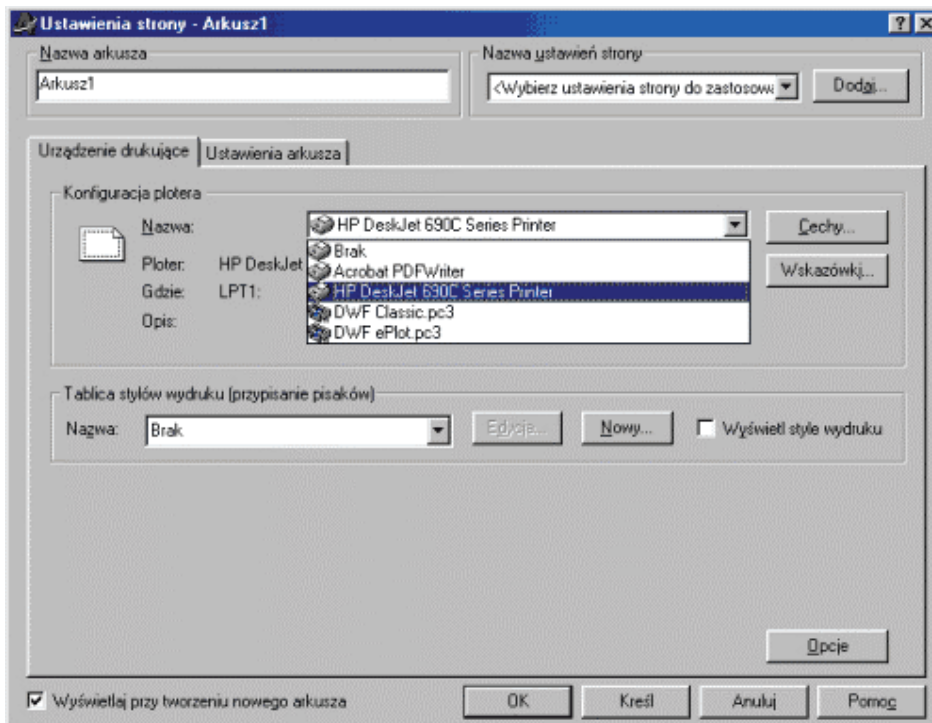 Ustawienia strony - Arkusz1
Nazwa arkusza
Arkusz1
Nazwa ustawień strony
<Wybierz ustawienia strony do zastosowa
Dodaj...
Urządzenie drukujące
Ustawienia arkusza
Konfiguracja plotera
Nazwa:
HP DeskJet 690C Series Printer
Cechy...
Brak
Ploter:
HP DeskJet
Acrobat PDFWriter
Wskazówki...
Gdzie:
LPT1:
HP DeskJet 690C Series Printer
DWF Classic.pc3
Opis:
DWF ePlot.pc3
Tablica stylów wydruku (przypisanie pisaków)
Nazwa:
Brak
Edycja...
Nowy...
Wyświetl style wydruku
Opcje
Wyświetlaj przy tworzeniu nowego arkusza
OK
Kreśl
Anuluj
Pomoc